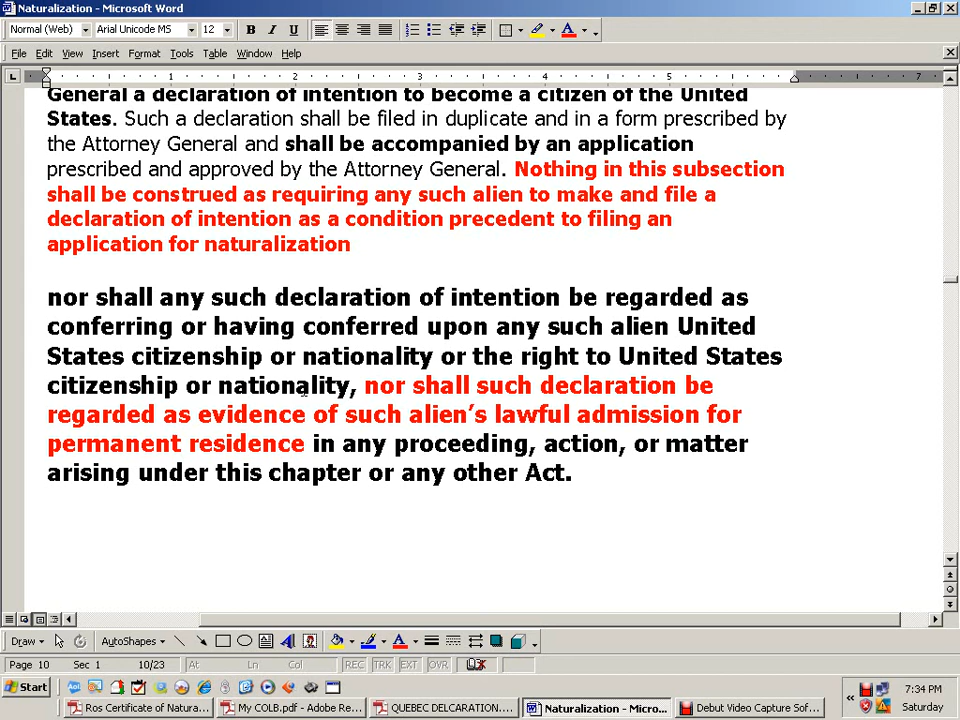 Naturalization - Microsoft Word
Normal (Web) Arial Unicode MS 12 B I U
File Edit View Insert Format Tools Table Window Help
1 2 3 4 5 7
General a declaration of intention to become a citizen of the United
States. Such a declaration shall be filed in duplicate and in a form prescribed by
the Attorney General and shall be accompanied by an application
prescribed and approved by the Attorney General. Nothing in this subsection
shall be construed as requiring any such alien to make and file a
declaration of intention as a condition precedent to filing an
application for naturalization
nor shall any such declaration of intention be regarded as
conferring or having conferred upon any such alien United
States citizenship or nationality or the right to United States
citizenship or nationality, nor shall such declaration be
regarded as evidence of such alien’s lawful admission for
permanent residence in any proceeding, action, or matter
arising under this chapter or any other Act.
Draw AutoShapes
Page 10 Sec 1 10/23 At Ln Col REC TRK EXT OVR
Start 7:34 PM
Ros Certificate of Natura... My COLB.pdf - Adobe Re... QUEBEC DELCARATION.... Naturalization - Micro... Debut Video Capture Sof... Saturday